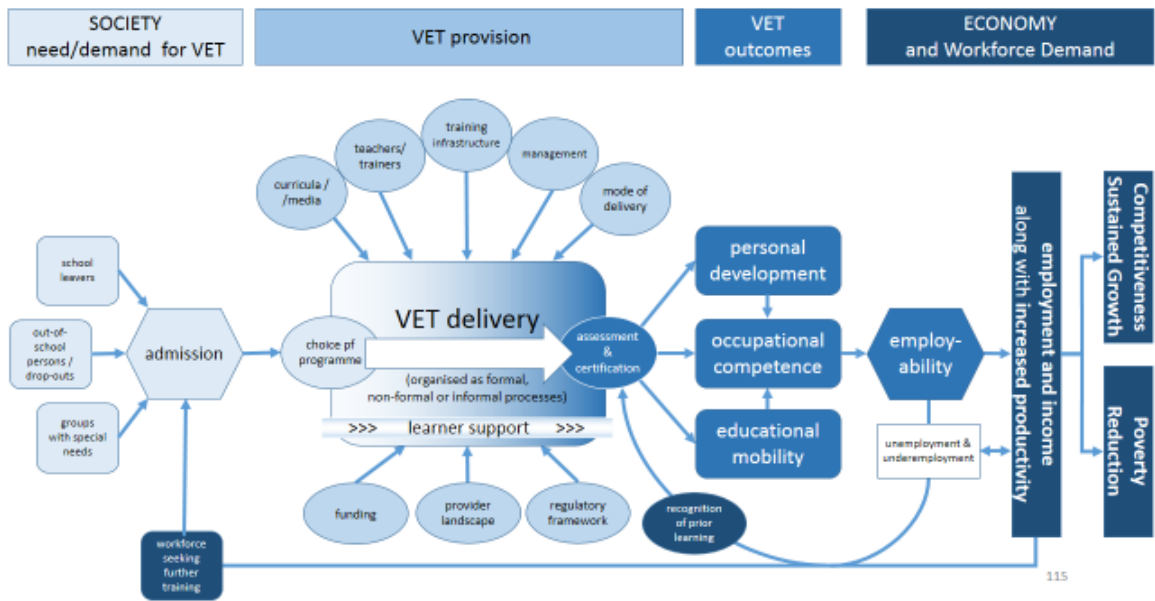 SOCIETY
need/demand for VET
VET provision
VET
outcomes
ECONOMY
and Workforce Demand
curricula /
/media
teachers/
trainers
training
infrastructure
management
mode of
delivery
school
leavers
out-of-
school
persons /
drop-outs
groups
with special
needs
admission
workforce
seeking
further
training
VET delivery
choice pf
programme
(organised as formal,
non-formal or informal processes)
>>> learner support >>>
assessment
&
certification
funding
provider
landscape
regulatory
framework
personal
development
occupational
competence
educational
mobility
recognition
of prior
learning
employ-
ability
unemployment &
underemployment
employment and income
along with increased productivity
Competitiveness
Sustained Growth
Poverty
Reduction
115